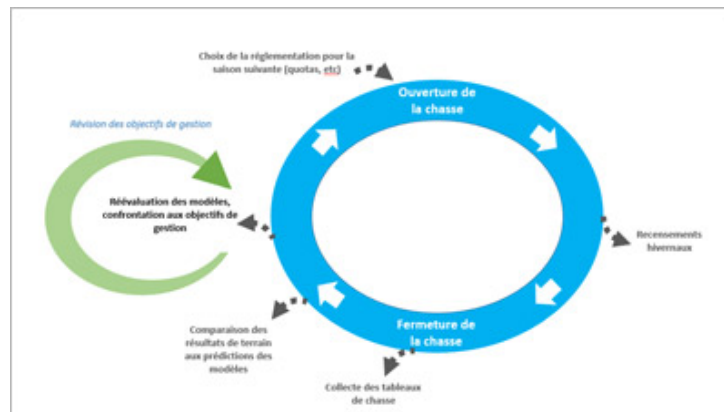 Choix de la réglementation pour la
saison suivante (quotas, etc)
Ouverture de
la chasse
Révision des objectifs de gestion
Réévaluation des modèles,
confrontation aux objectifs de
gestion
Recensements
hivernaux
Fermeture de
la chasse
Comparaison des
résultats de terrain
aux prédictions des
modèles
Collecte des tableaux
de chasse